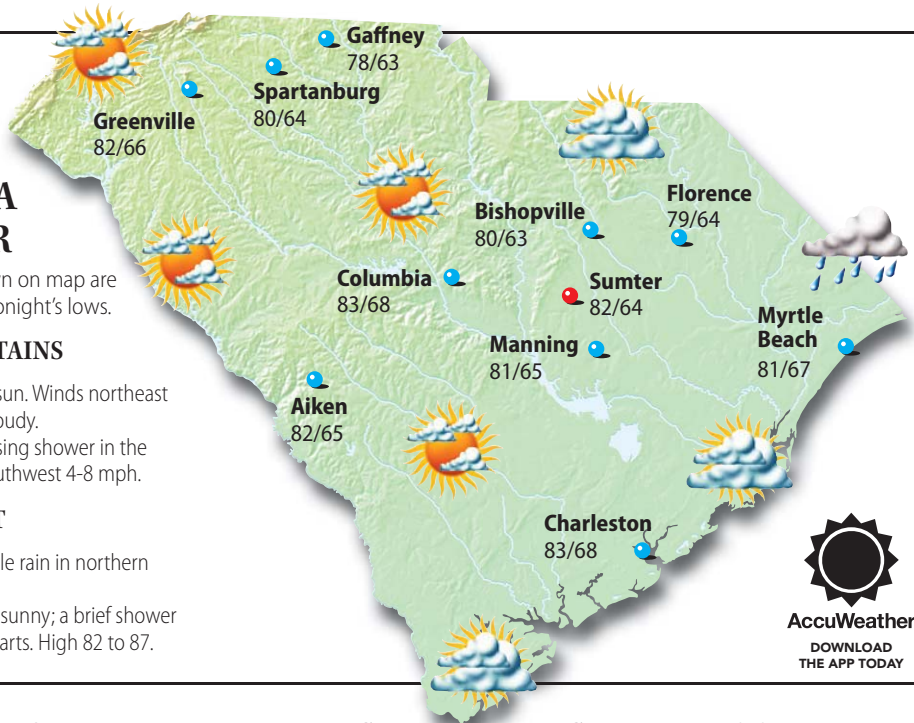 A
R
n on map are
onight's lows.
TAINS
sun. Winds northeast
oudy.
sing shower in the
uthwest 4-8 mph.
T
le rain in northern
sunny; a brief shower
arts. High 82 to 87.
Gaffney
78/63
Spartanburg
80/64
Greenville
82/66
Bishopville
80/63
Florence
79/64
Columbia
83/68
Sumter
82/64
Manning
81/65
Myrtle
Beach
81/67
Aiken
82/65
Charleston
83/68
AccuWeather
DOWNLOAD
THE APP TODAY